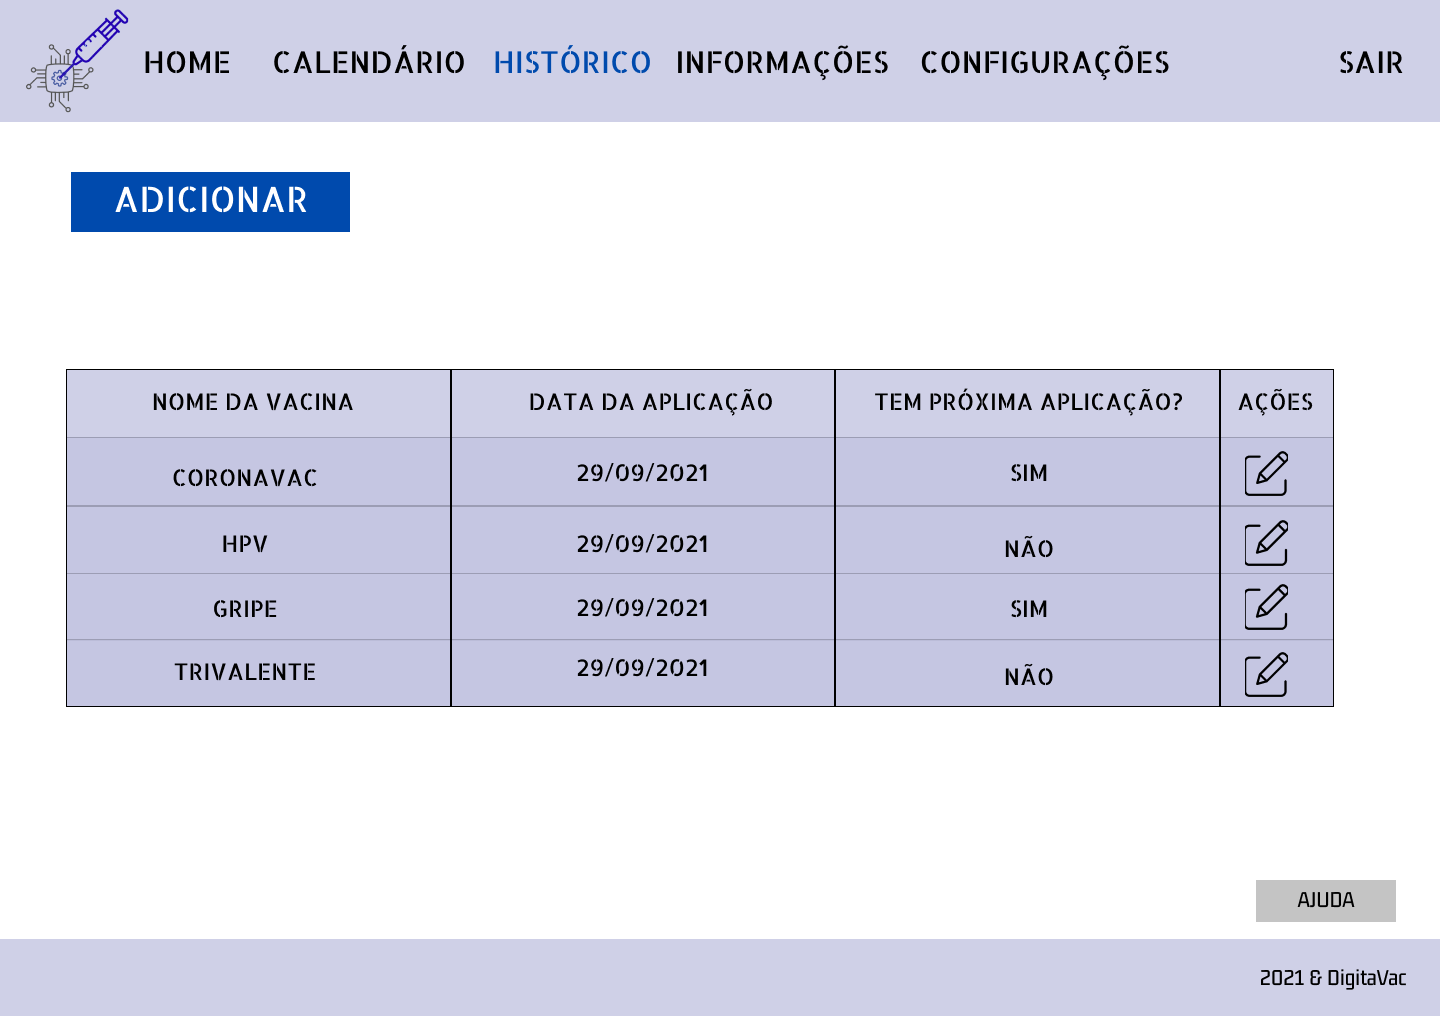 HOME CALENDÁRIO HISTÓRICO INFORMAÇÕES CONFIGURAÇÕES SAIR
ADICIONAR
NOME DA VACINA DATA DA APLICAÇÃO TEM PRÓXIMA APLICAÇÃO? AÇÕES
CORONAVAC 29/09/2021 SIM
HPV 29/09/2021 NÃO
GRIPE 29/09/2021 SIM
TRIVALENTE 29/09/2021 NÃO
AJUDA
2021 & DigitaVac